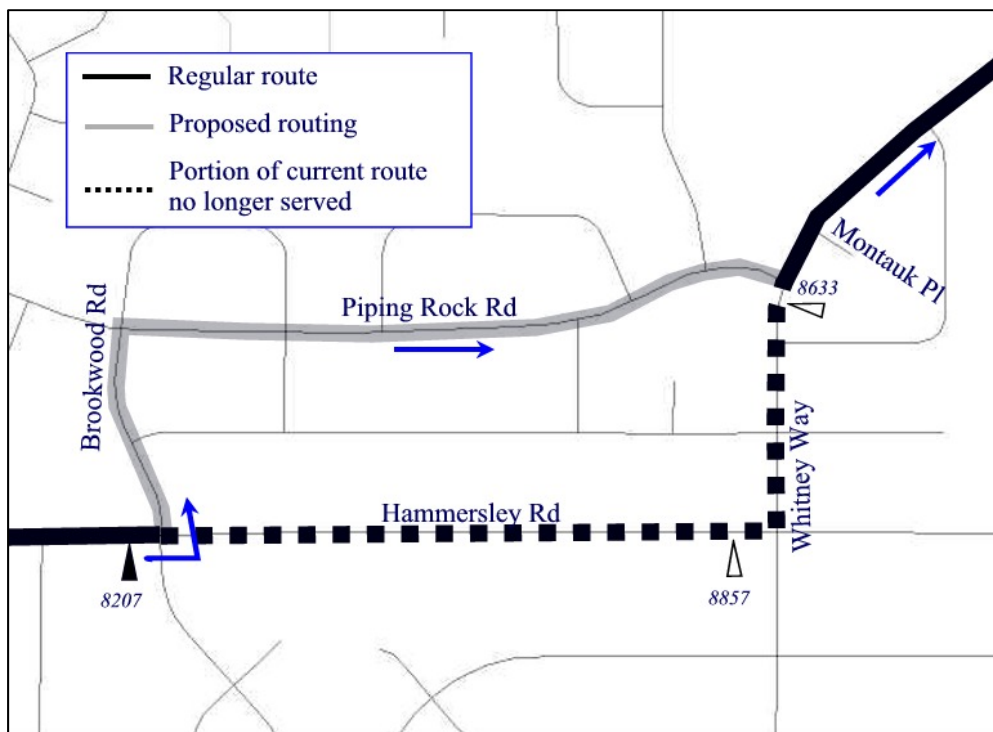 Regular route
Proposed routing
Portion of current route
no longer served
Montauk Pl
8633
Piping Rock Rd
Brookwood Rd
Whitney Way
Hammersley Rd
8207
8857